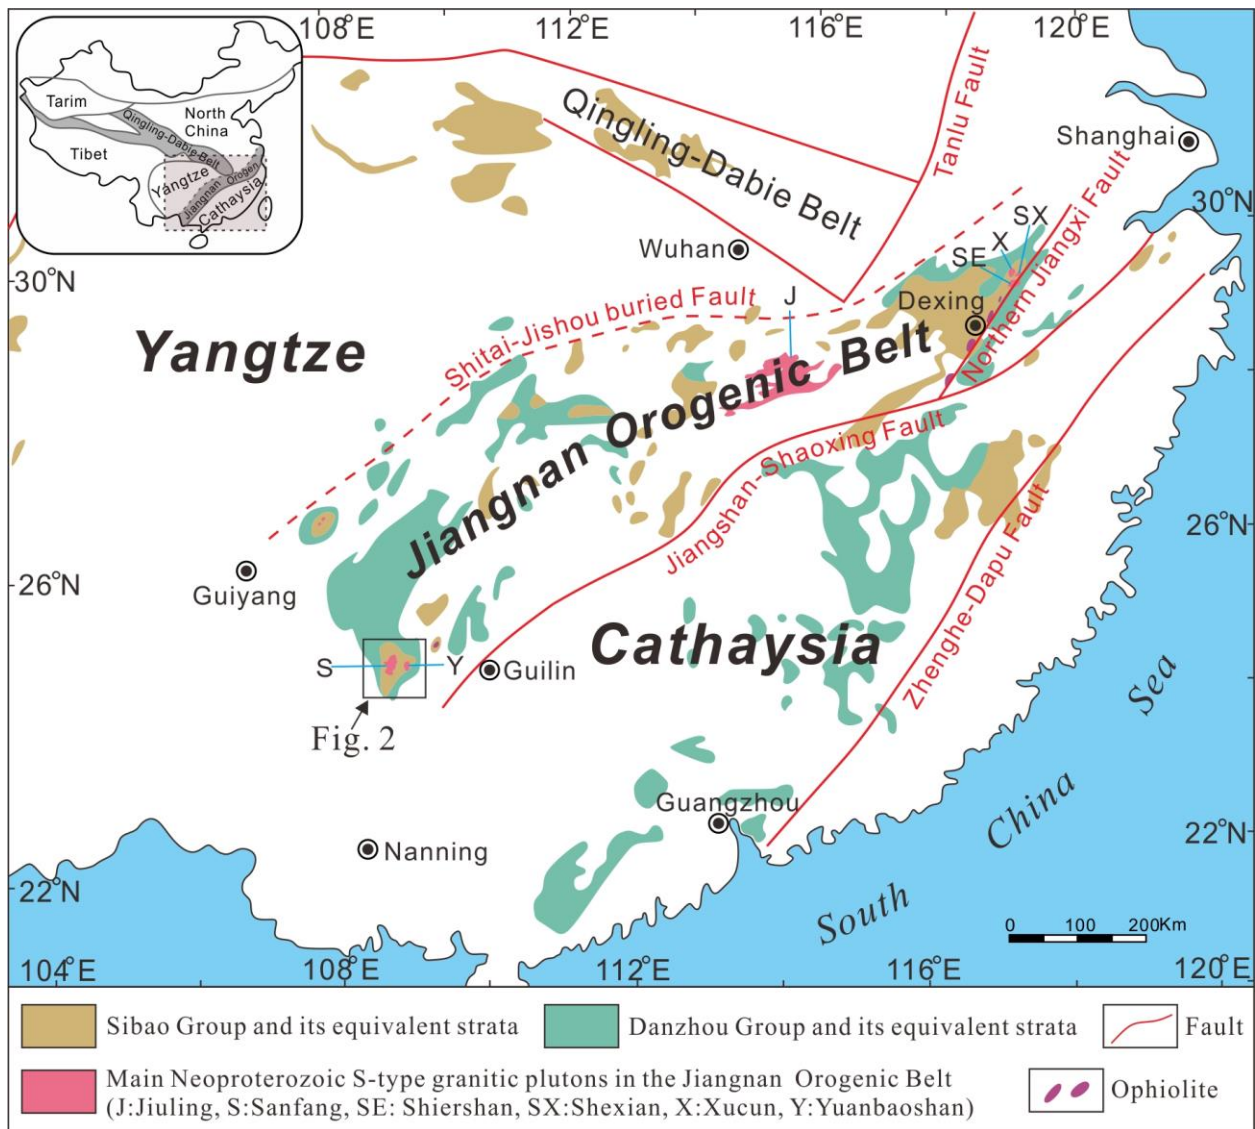 108°E
112°E
116°E
120°E
Tarim
North
China
Qingling-Dabie Belt
Tibet
Yangtze
Jiangnan Orogen
Cathaysia
Qingling-Dabie Belt
Tanlu Fault
Shanghai
30°N
Wuhan
SX
X
SE
Northern Jiangxi Fault
30°N
Dexing
J
Shitai-Jishou buried Fault
Yangtze
Jiangnan Orogenic Belt
Jiangshan-Shaoxing Fault
Zhenghe-Dapu Fault
26°N
26°N
Guiyang
Cathaysia
S
Y
Guilin
Fig. 2
Guangzhou
Nanning
22°N
22°N
South China Sea
0 100 200Km
104°E
108°E
112°E
116°E
120°E
Sibao Group and its equivalent strata
Danzhou Group and its equivalent strata
Fault
Main Neoproterozoic S-type granitic plutons in the Jiangnan Orogenic Belt
(J:Jiuling, S:Sanfang, SE: Shiershan, SX:Shexian, X:Xucun, Y:Yuanbaoshan)
Ophiolite